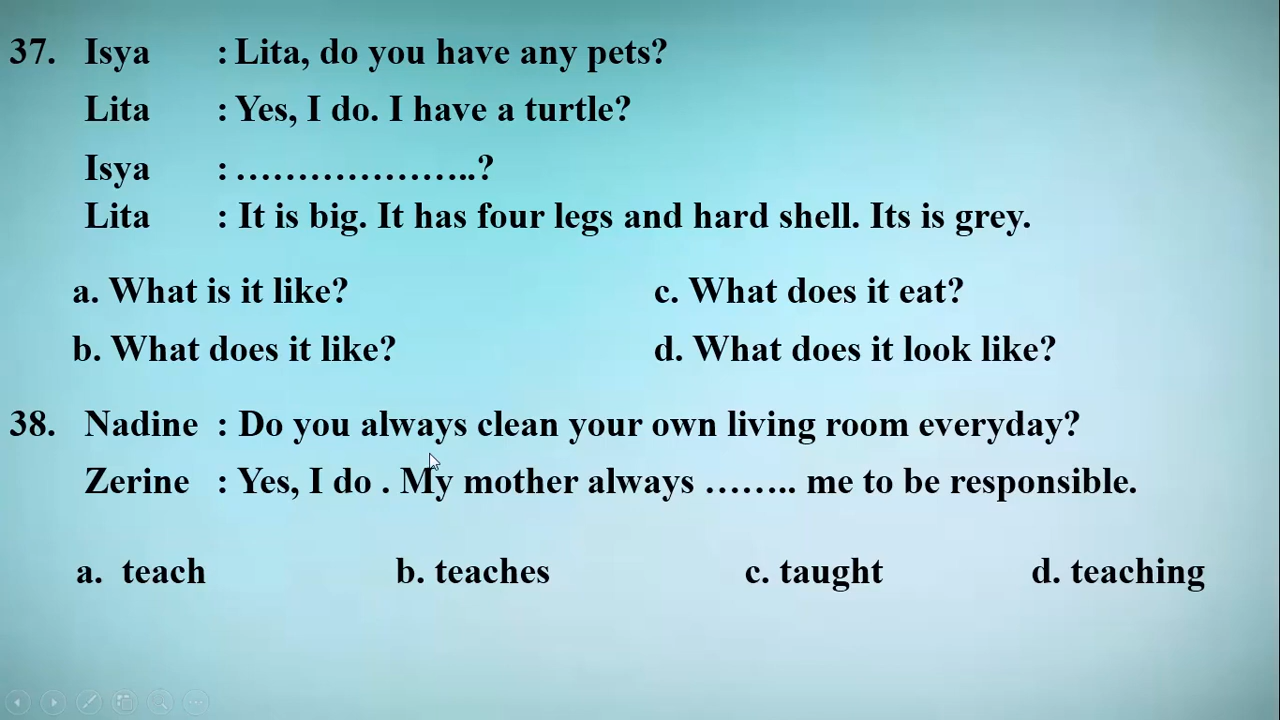 37. Isya : Lita, do you have any pets?
Lita : Yes, I do. I have a turtle?
Isya : ………………..?
Lita : It is big. It has four legs and hard shell. Its is grey.
a. What is it like? c. What does it eat?
b. What does it like? d. What does it look like?
38. Nadine : Do you always clean your own living room everyday?
Zerine : Yes, I do . My mother always …….. me to be responsible.
a. teach b. teaches c. taught d. teaching